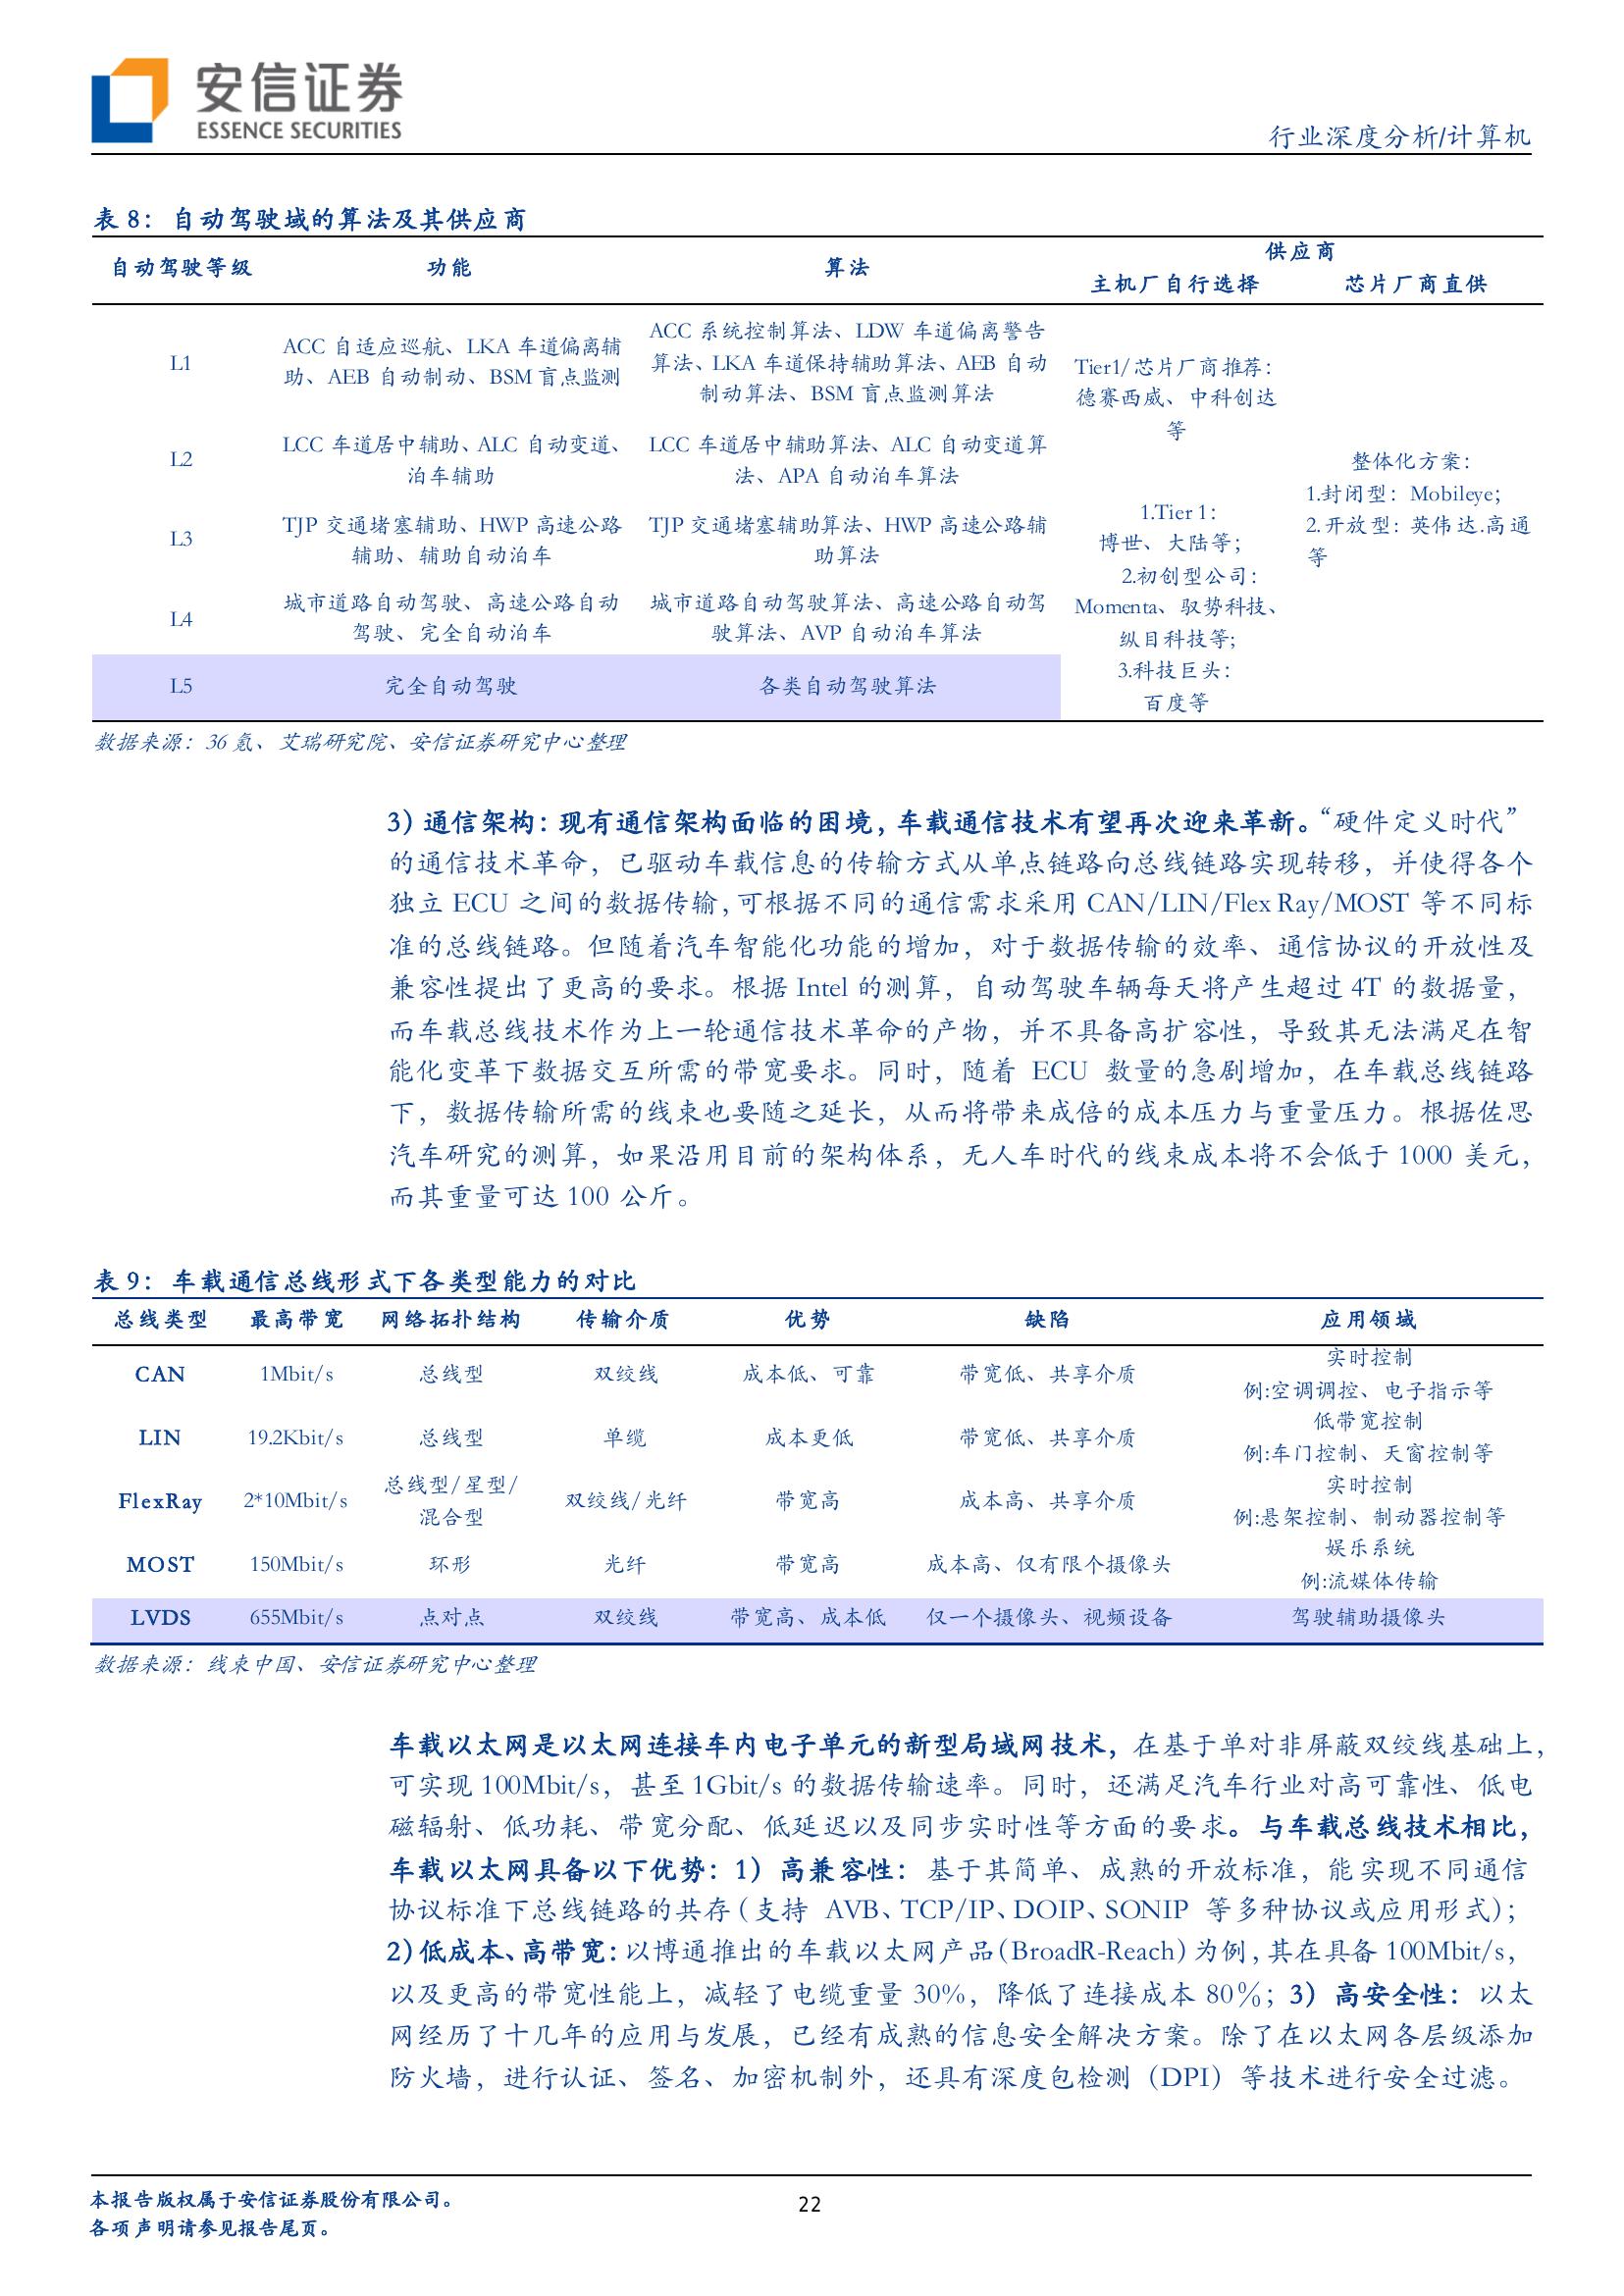 安信证券
ESSENCE SECURITIES
行业深度分析/计算机
表 8：自动驾驶域的算法及其供应商
自动驾驶等级 功能 算法 供应商
主机厂自行选择 芯片厂商直供
L1
ACC 自适应巡航、LKA 车道偏离辅
助、AEB 自动制动、BSM 盲点监测
ACC 系统控制算法、LDW 车道偏离警告
算法、LKA 车道保持辅助算法、AEB 自动
制动算法、BSM 盲点监测算法
L2
LCC 车道居中辅助、ALC 自动变道、
泊车辅助
LCC 车道居中辅助算法、ALC 自动变道算
法、APA 自动泊车算法
L3
TJP 交通堵塞辅助、HWP 高速公路
辅助、辅助自动泊车
TJP 交通堵塞辅助算法、HWP 高速公路辅
助算法
L4
城市道路自动驾驶、高速公路自动
驾驶、完全自动泊车
城市道路自动驾驶算法、高速公路自动驾
驶算法、AVP 自动泊车算法
L5 完全自动驾驶 各类自动驾驶算法
Tier1/芯片厂商推荐：
德赛西威、中科创达
等
1.Tier 1：
博世、大陆等；
2.初创型公司：
Momenta、驭势科技、
纵目科技等;
3.科技巨头：
百度等
整体化方案：
1.封闭型：Mobileye；
2.开放型：英伟达.高通
等
数据来源：36 氪、艾瑞研究院、安信证券研究中心整理
3）通信架构：现有通信架构面临的困境，车载通信技术有望再次迎来革新。“硬件定义时代”
的通信技术革命，已驱动车载信息的传输方式从单点链路向总线链路实现转移，并使得各个
独立 ECU 之间的数据传输，可根据不同的通信需求采用 CAN/LIN/Flex Ray/MOST 等不同标
准的总线链路。但随着汽车智能化功能的增加，对于数据传输的效率、通信协议的开放性及
兼容性提出了更高的要求。根据 Intel 的测算，自动驾驶车辆每天将产生超过 4T 的数据量，
而车载总线技术作为上一轮通信技术革命的产物，并不具备高扩容性，导致其无法满足在智
能化变革下数据交互所需的带宽要求。同时，随着 ECU 数量的急剧增加，在车载总线链路
下，数据传输所需的线束也要随之延长，从而将带来成倍的成本压力与重量压力。根据佐思
汽车研究的测算，如果沿用目前的架构体系，无人车时代的线束成本将不会低于 1000 美元，
而其重量可达 100 公斤。
表 9：车载通信总线形式下各类型能力的对比
总线类型 最高带宽 网络拓扑结构 传输介质 优势 缺陷 应用领域
CAN 1Mbit/s 总线型 双绞线 成本低、可靠 带宽低、共享介质
实时控制
例:空调调控、电子指示等
LIN 19.2Kbit/s 总线型 单缆 成本更低 带宽低、共享介质
低带宽控制
例:车门控制、天窗控制等
FlexRay 2*10Mbit/s
总线型/星型/
混合型
双绞线/光纤 带宽高 成本高、共享介质
实时控制
例:悬架控制、制动器控制等
MOST 150Mbit/s 环形 光纤 带宽高 成本高、仅有限个摄像头
娱乐系统
例:流媒体传输
LVDS 655Mbit/s 点对点 双绞线 带宽高、成本低 仅一个摄像头、视频设备 驾驶辅助摄像头
数据来源：线束中国、安信证券研究中心整理
车载以太网是以太网连接车内电子单元的新型局域网技术，在基于单对非屏蔽双绞线基础上，
可实现 100Mbit/s，甚至 1Gbit/s 的数据传输速率。同时，还满足汽车行业对高可靠性、低电
磁辐射、低功耗、带宽分配、低延迟以及同步实时性等方面的要求。与车载总线技术相比，
车载以太网具备以下优势：1）高兼容性：基于其简单、成熟的开放标准，能实现不同通信
协议标准下总线链路的共存（支持 AVB、TCP/IP、DOIP、SONIP 等多种协议或应用形式）；
2）低成本、高带宽：以博通推出的车载以太网产品（BroadR-Reach）为例，其在具备 100Mbit/s，
以及更高的带宽性能上，减轻了电缆重量 30%，降低了连接成本 80%；3）高安全性：以太
网经历了十几年的应用与发展，已经有成熟的信息安全解决方案。除了在以太网各层级添加
防火墙，进行认证、签名、加密机制外，还具有深度包检测（DPI）等技术进行安全过滤。
本报告版权属于安信证券股份有限公司。
22
各项声明请参见报告尾页。